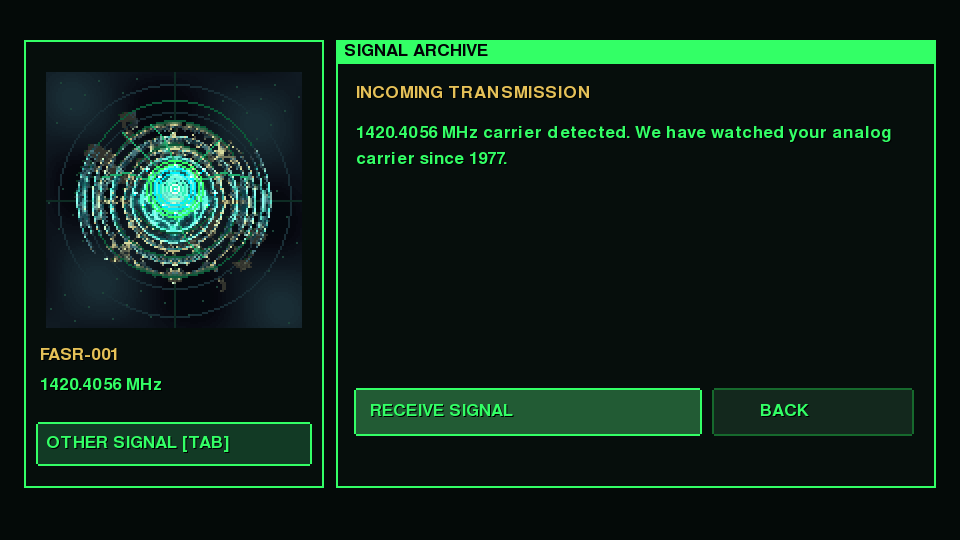 SIGNAL ARCHIVE
INCOMING TRANSMISSION
1420.4056 MHz carrier detected. We have watched your analog
carrier since 1977.
FASR-001
1420.4056 MHz
RECEIVE SIGNAL
BACK
OTHER SIGNAL [TAB]